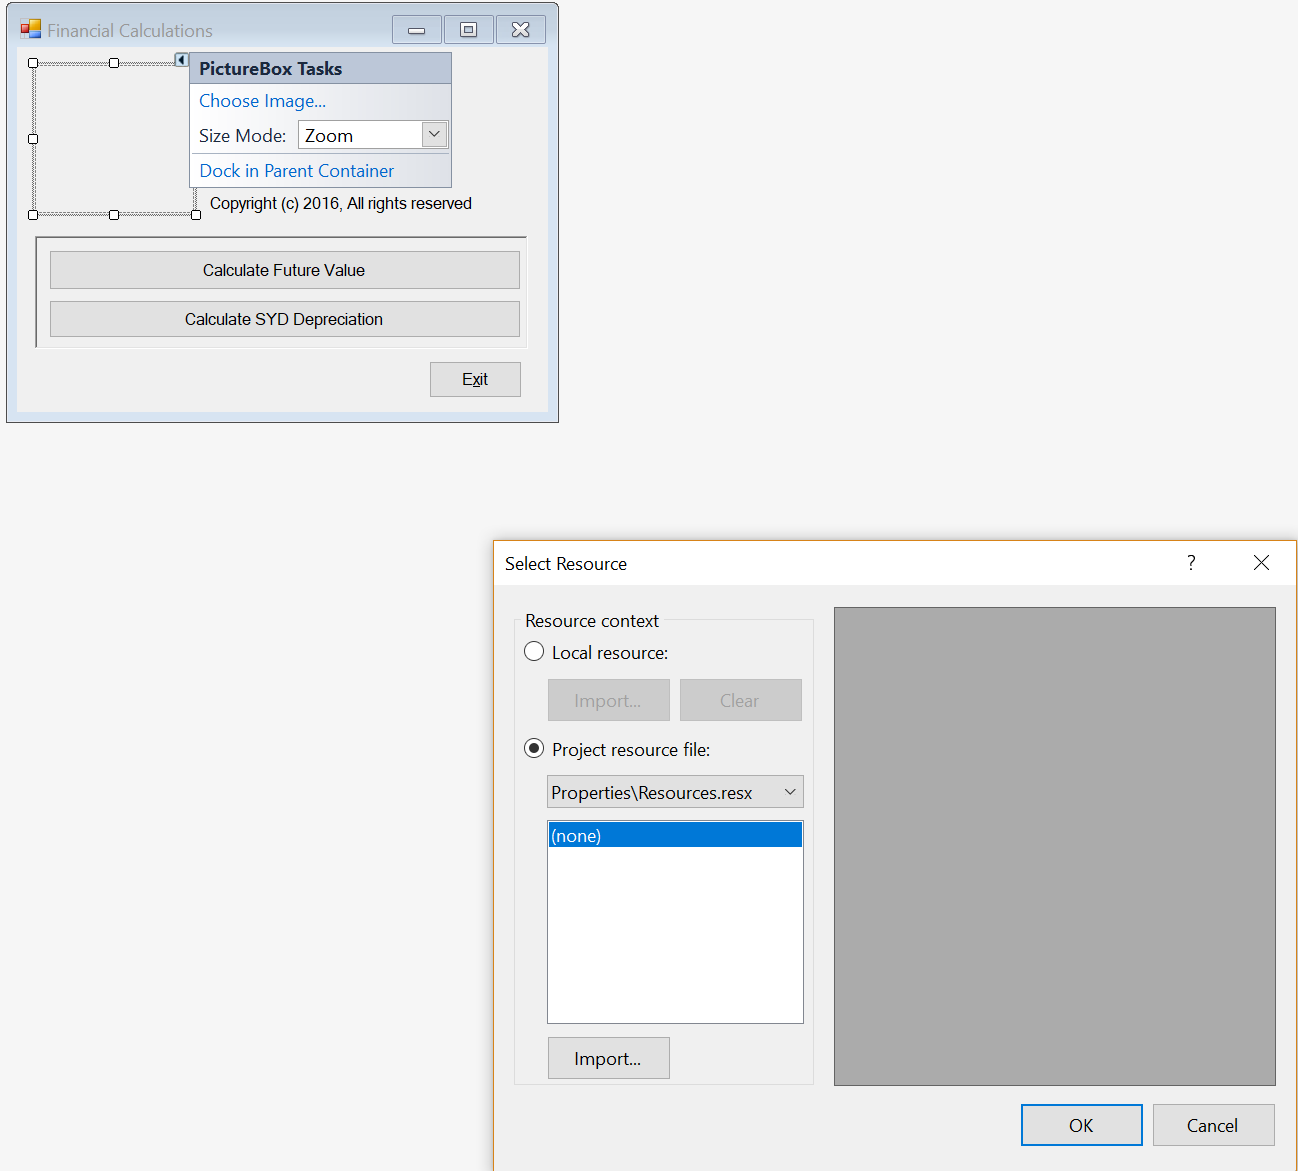 Financial Calculations
PictureBox Tasks
Choose Image...
Size Mode: Zoom
Dock in Parent Container
Copyright (c) 2016, All rights reserved
Calculate Future Value
Calculate SYD Depreciation
Exit
Select Resource ?
Resource context
Local resource:
Import... Clear
Project resource file:
Properties\Resources.resx
(none)
Import...
OK Cancel